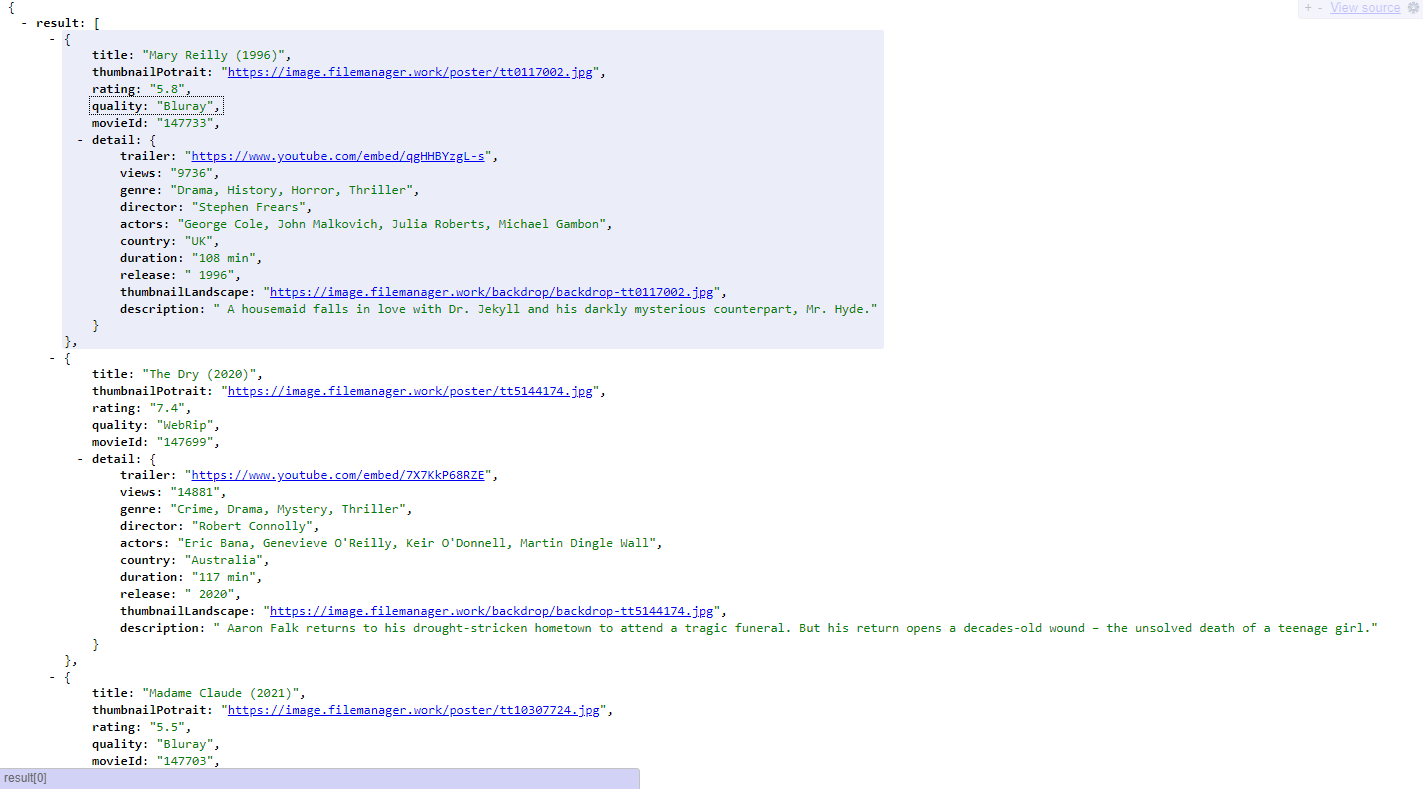 {
+ - View source
- result: [
- {
title: "Mary Reilly (1996)",
thumbnailPotrait: "https://image.filemanager.work/poster/tt0117002.jpg",
rating: "5.8",
quality: "Bluray",
movieId: "147733",
- detail: {
trailer: "https://www.youtube.com/embed/qgHHBYzgL-s",
views: "9736",
genre: "Drama, History, Horror, Thriller",
director: "Stephen Frears",
actors: "George Cole, John Malkovich, Julia Roberts, Michael Gambon",
country: "UK",
duration: "108 min",
release: " 1996",
thumbnailLandscape: "https://image.filemanager.work/backdrop/backdrop-tt0117002.jpg",
description: " A housemaid falls in love with Dr. Jekyll and his darkly mysterious counterpart, Mr. Hyde."
}
},
- {
title: "The Dry (2020)",
thumbnailPotrait: "https://image.filemanager.work/poster/tt5144174.jpg",
rating: "7.4",
quality: "WebRip",
movieId: "147699",
- detail: {
trailer: "https://www.youtube.com/embed/7X7KkP68RZE",
views: "14881",
genre: "Crime, Drama, Mystery, Thriller",
director: "Robert Connolly",
actors: "Eric Bana, Genevieve O'Reilly, Keir O'Donnell, Martin Dingle Wall",
country: "Australia",
duration: "117 min",
release: " 2020",
thumbnailLandscape: "https://image.filemanager.work/backdrop/backdrop-tt5144174.jpg",
description: " Aaron Falk returns to his drought-stricken hometown to attend a tragic funeral. But his return opens a decades-old wound – the unsolved death of a teenage girl."
}
},
- {
title: "Madame Claude (2021)",
thumbnailPotrait: "https://image.filemanager.work/poster/tt10307724.jpg",
rating: "5.5",
quality: "Bluray",
movieId: "147703",
result[0]